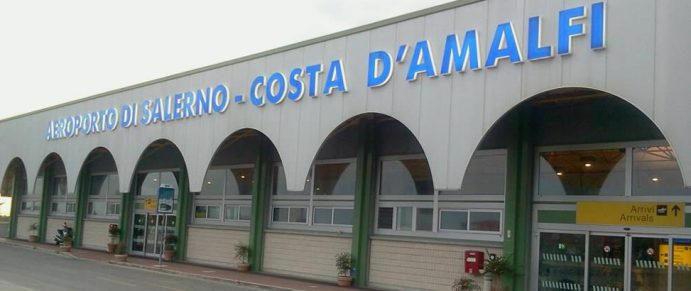 AEROPORTO DI SALERNO - COSTA D'AMALFI
Arrivi
Arrivals